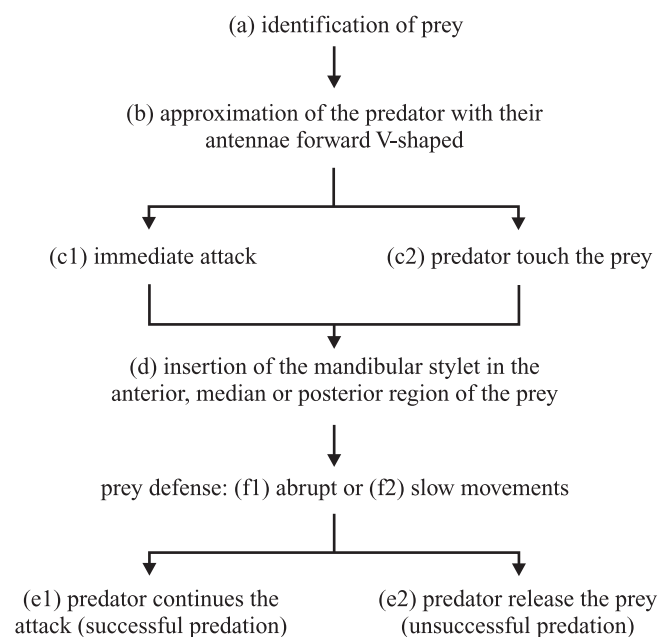 (a) identification of prey
(b) approximation of the predator with their
antennae forward V-shaped
(c1) immediate attack
(c2) predator touch the prey
(d) insertion of the mandibular stylet in the
anterior, median or posterior region of the prey
prey defense: (f1) abrupt or (f2) slow movements
(e1) predator continues the
attack (successful predation)
(e2) predator release the prey
(unsuccessful predation)